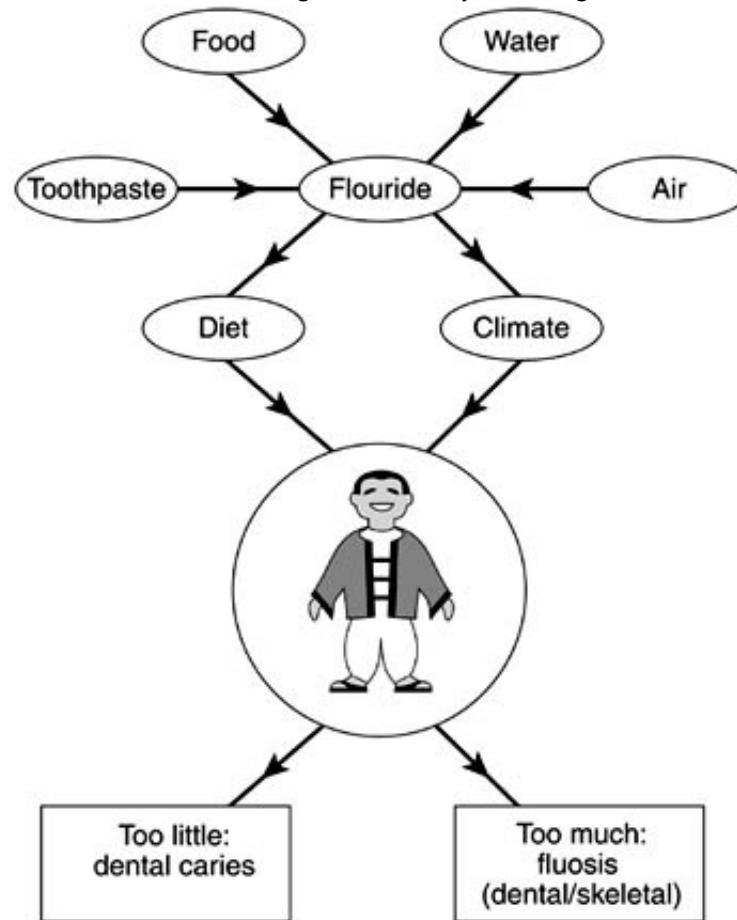 Food
Water
Toothpaste
Flouride
Air
Diet
Climate
Too little:
dental caries
Too much:
fluosis
(dental/skeletal)